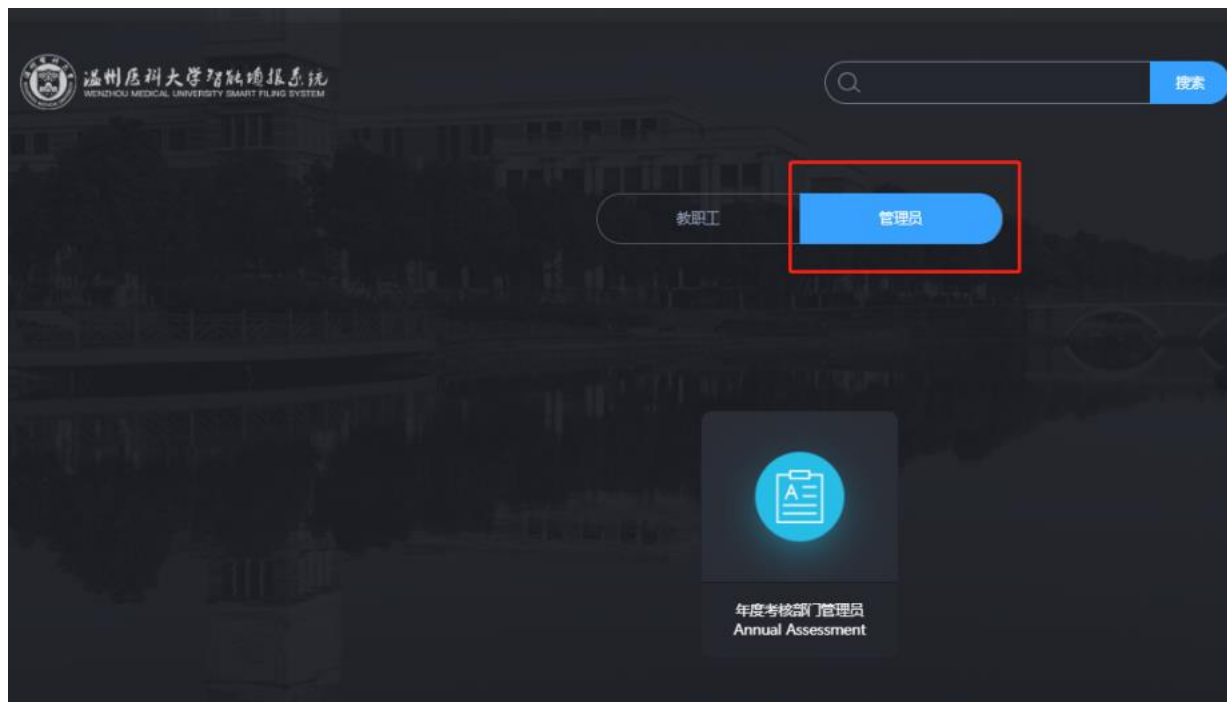 温州医科大学智能填报系统
WENZHOU MEDICAL UNIVERSITY SMART FILING SYSTEM
搜索
教职工
管理员
A
年度考核部门管理员
Annual Assessment